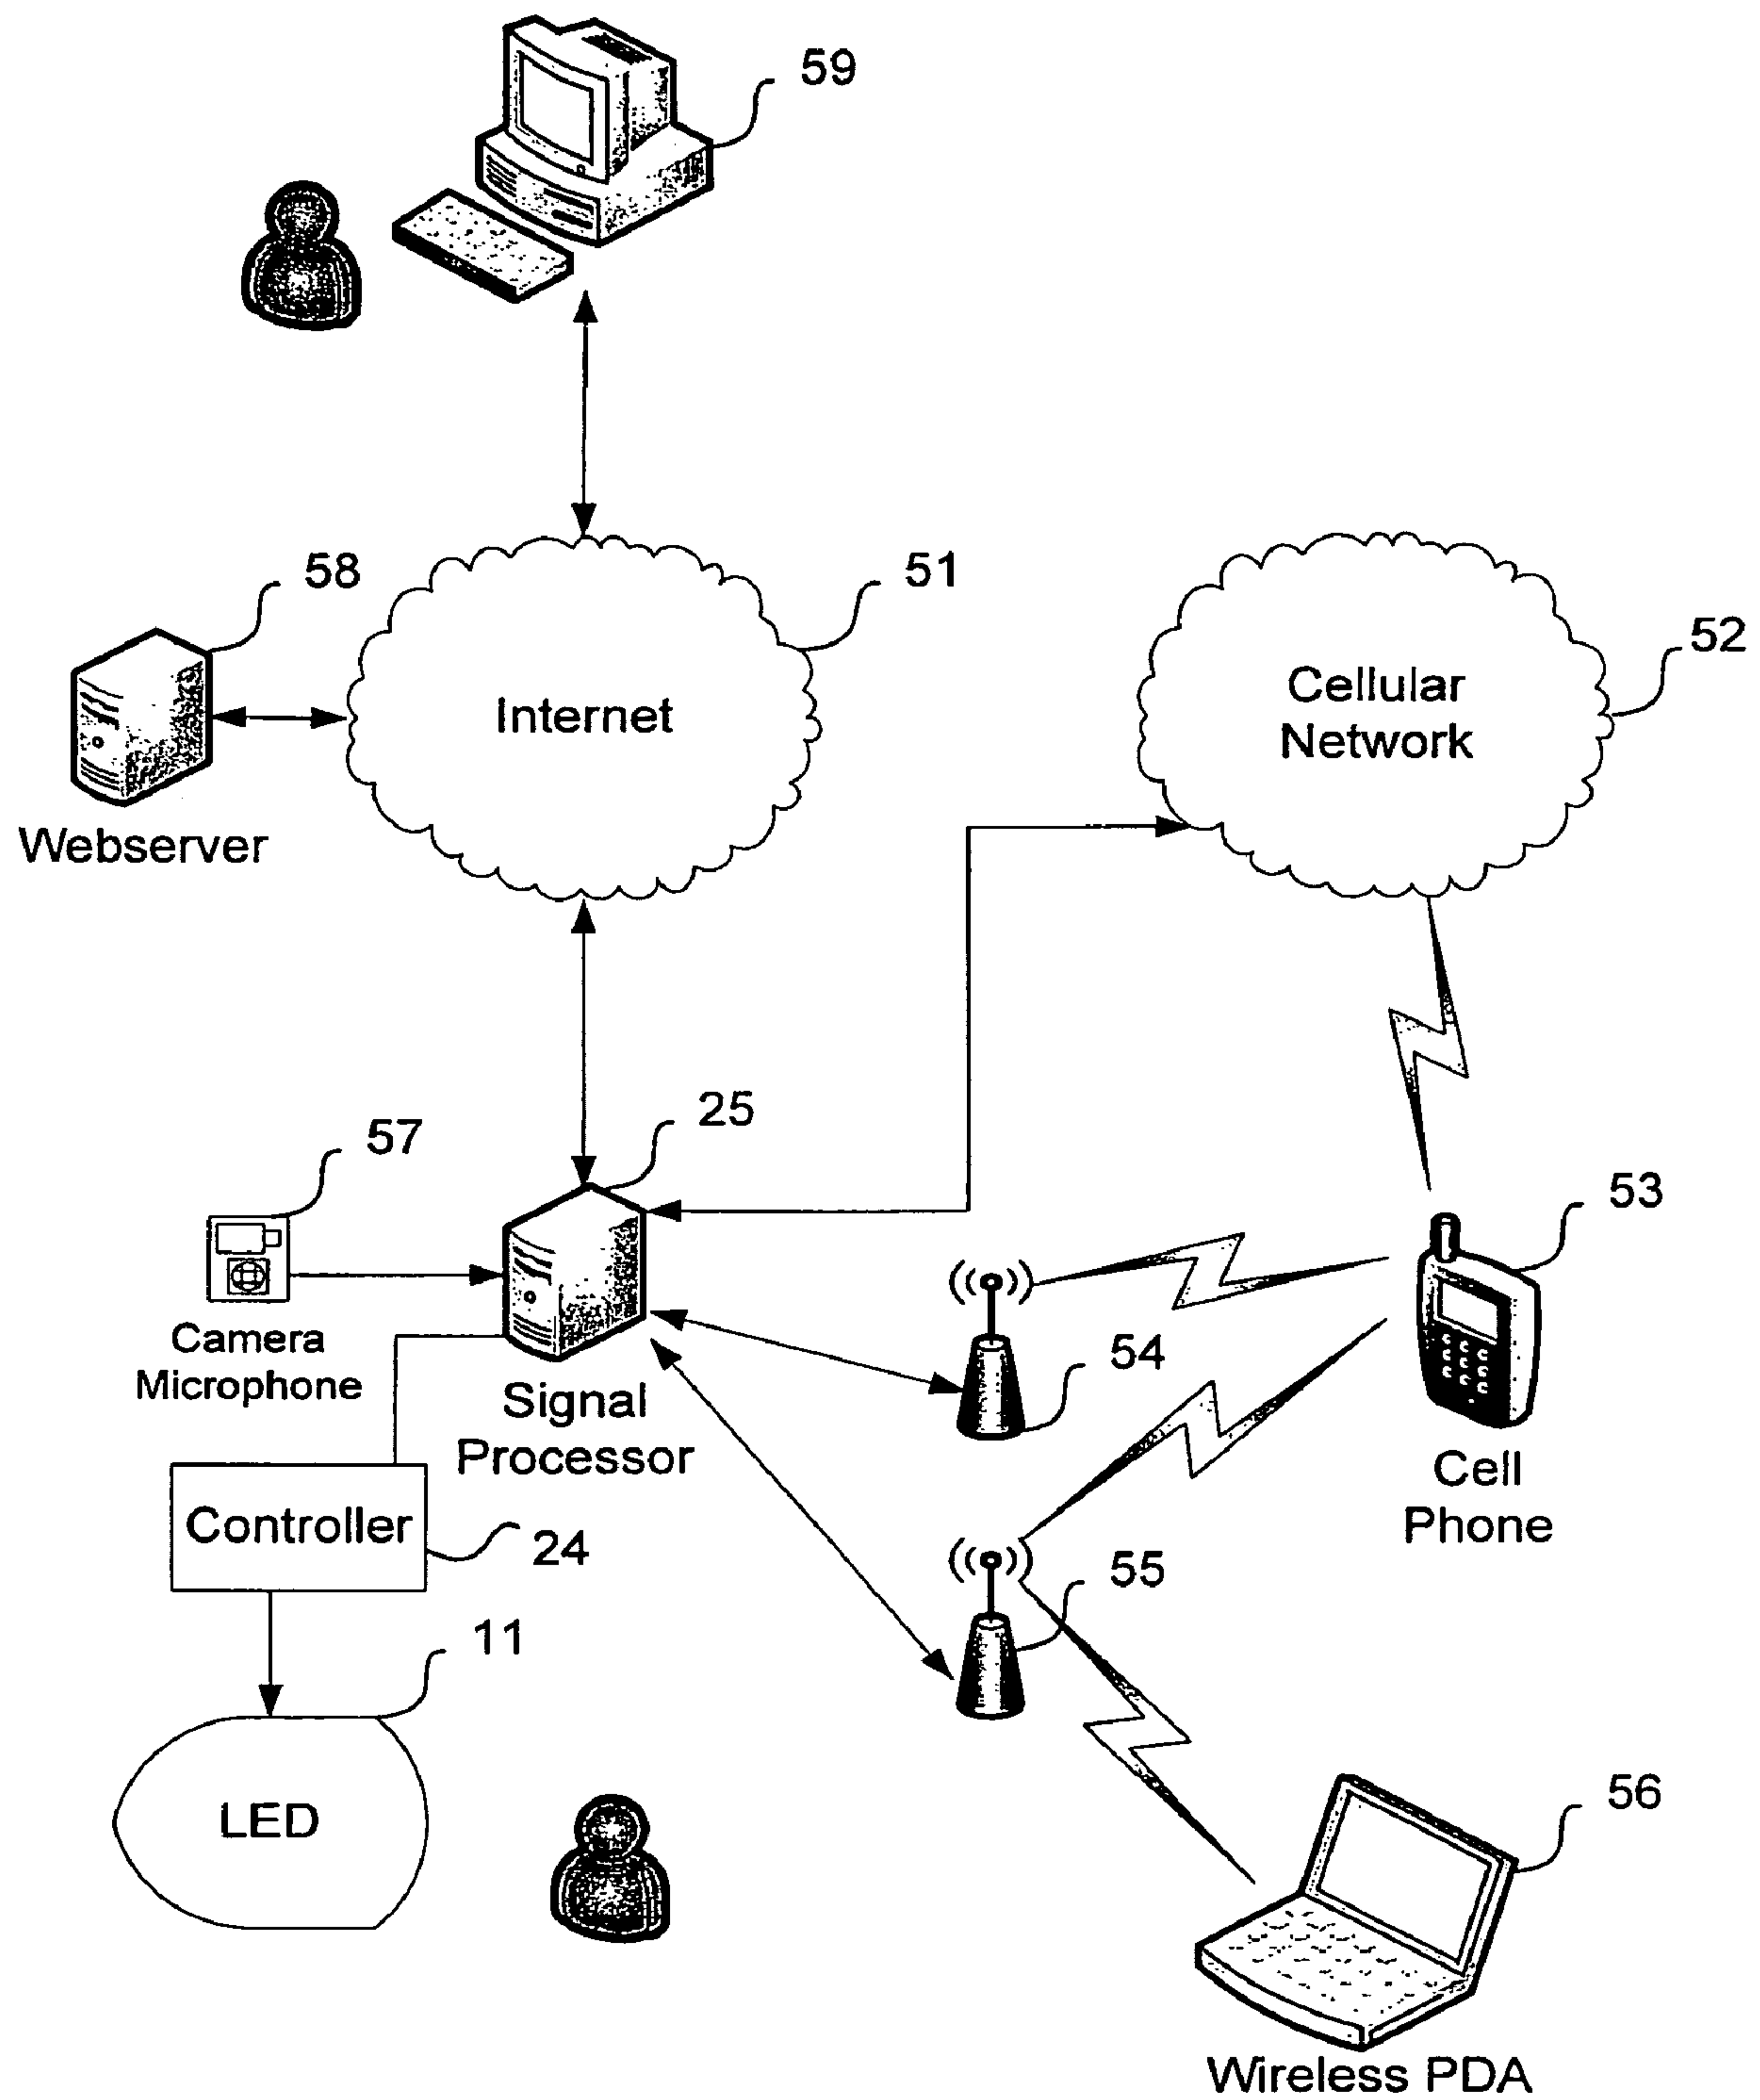 59
58
51
52
Internet
Cellular
Network
Webserver
25
57
53
Camera
Microphone
54
Signal
Processor
Cell
Phone
Controller
24
55
11
LED
56
Wireless PDA